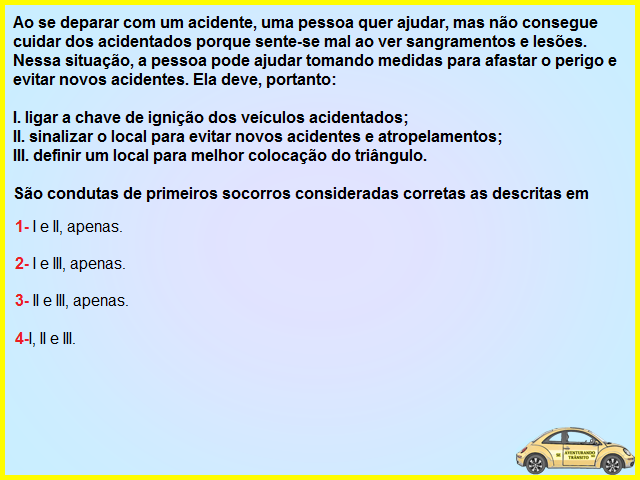 Ao se deparar com um acidente, uma pessoa quer ajudar, mas não consegue
cuidar dos acidentados porque sente-se mal ao ver sangramentos e lesões.
Nessa situação, a pessoa pode ajudar tomando medidas para afastar o perigo e
evitar novos acidentes. Ela deve, portanto:
I. ligar a chave de ignição dos veículos acidentados;
II. sinalizar o local para evitar novos acidentes e atropelamentos;
III. definir um local para melhor colocação do triângulo.
São condutas de primeiros socorros consideradas corretas as descritas em
1- I e II, apenas.
2- I e III, apenas.
3- II e III, apenas.
4-I, II e III.
AVENTURANDO
TRÂNSITO